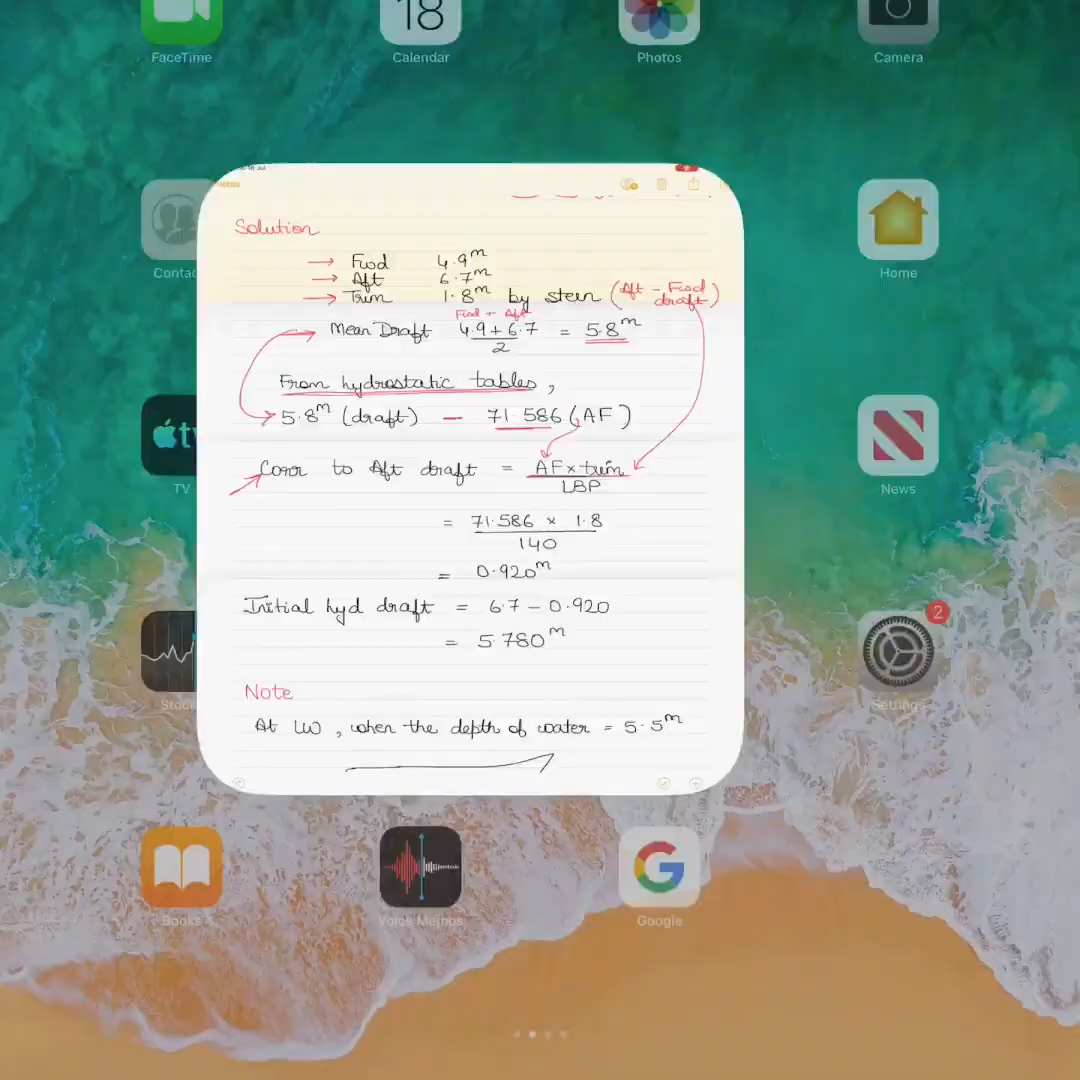 FaceTime
18
Calendar
Photos
Camera
Solution
→ Fwd 4.9m
→ Aft 6.7m
→ Trim 1.8m by stern (Aft - Fwd draft)
Fwd + Aft
Mean Draft 4.9 + 6.7 / 2 = 5.8m
From hydrostatic tables,
5.8m (draft) — 71.586 (AF)
Corr to Aft draft = AF x trim / LBP
= 71.586 x 1.8 / 140
= 0.920m
Initial hyd draft = 6.7 - 0.920
= 5.780m
Note
At LW, when the depth of water = 5.5m
Contac
Home
tv
TV
News
2
Stoc
Settings
Books
Voice Memos
G
Google